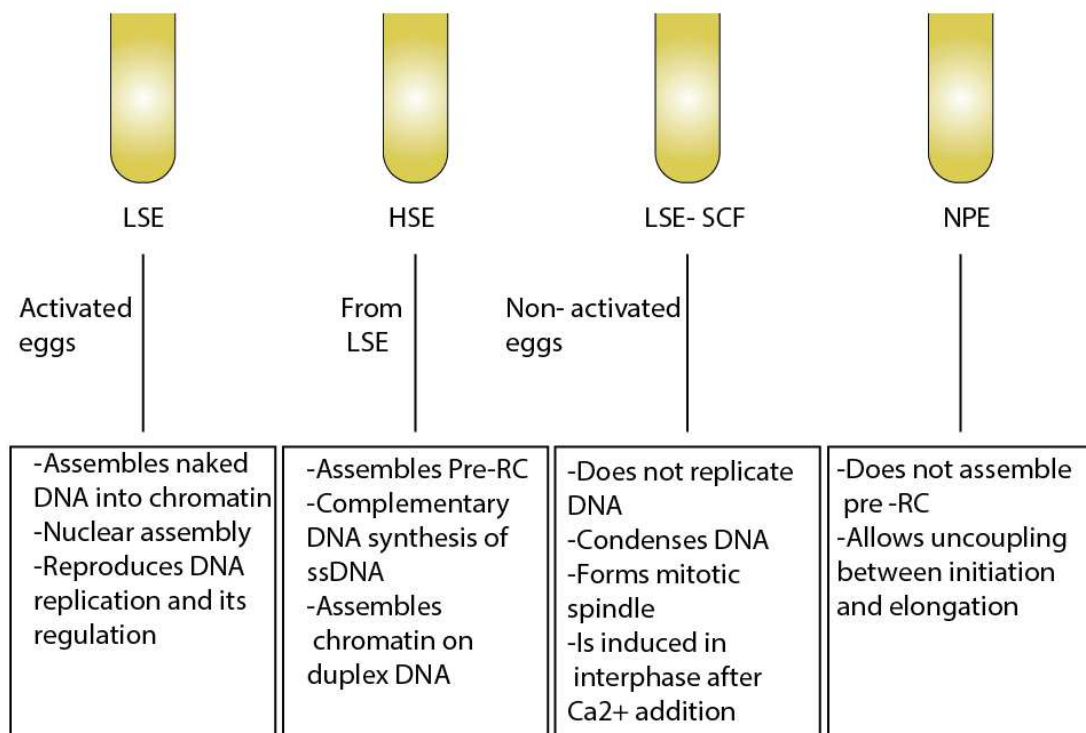 LSE
HSE
LSE- SCF
NPE
Activated
eggs
From
LSE
Non- activated
eggs
-Assembles naked
DNA into chromatin
-Nuclear assembly
-Reproduces DNA
replication and its
regulation
-Assembles Pre-RC
-Complementary
DNA synthesis of
ssDNA
-Assembles
chromatin on
duplex DNA
-Does not replicate
DNA
-Condenses DNA
-Forms mitotic
spindle
-Is induced in
interphase after
Ca2+ addition
-Does not assemble
pre -RC
-Allows uncoupling
between initiation
and elongation